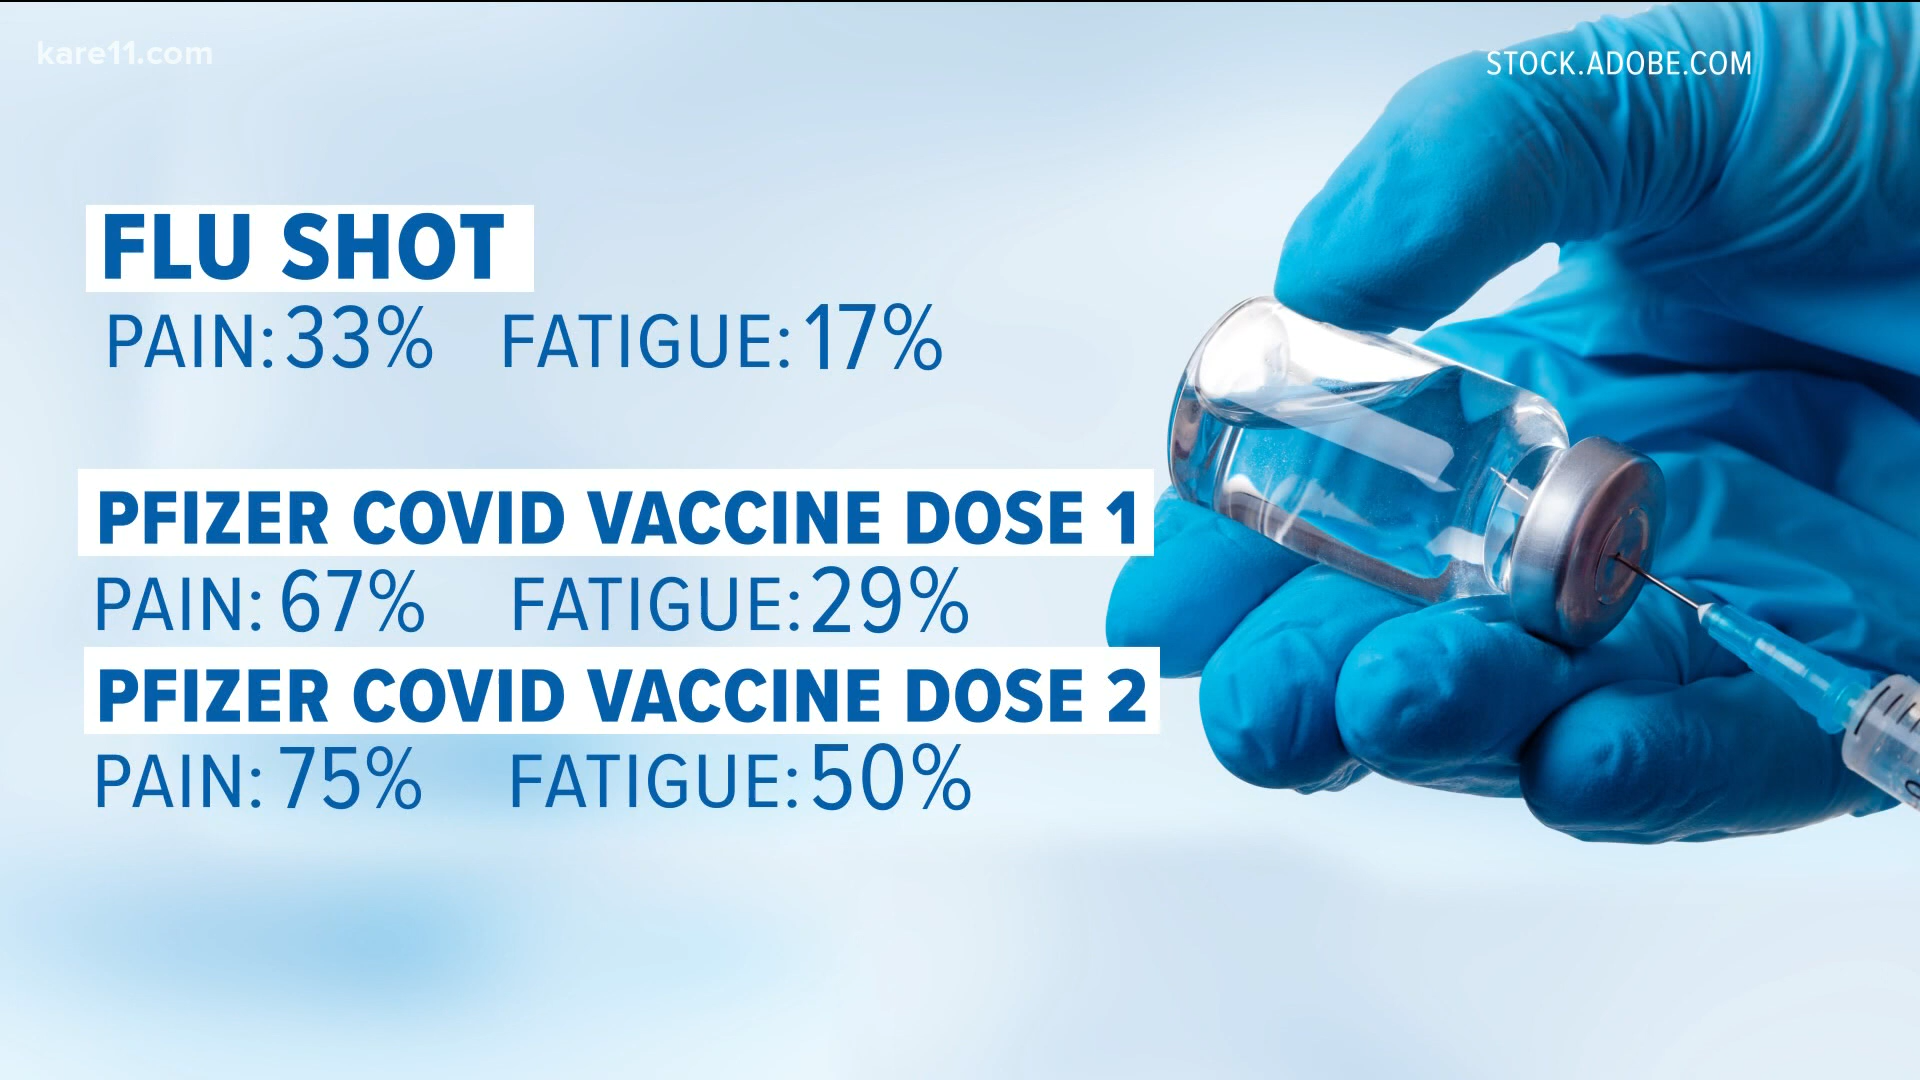 kare11.com
STOCK.ADOBE.COM
FLU SHOT
PAIN: 33% FATIGUE: 17%
PFIZER COVID VACCINE DOSE 1
PAIN: 67% FATIGUE: 29%
PFIZER COVID VACCINE DOSE 2
PAIN: 75% FATIGUE: 50%